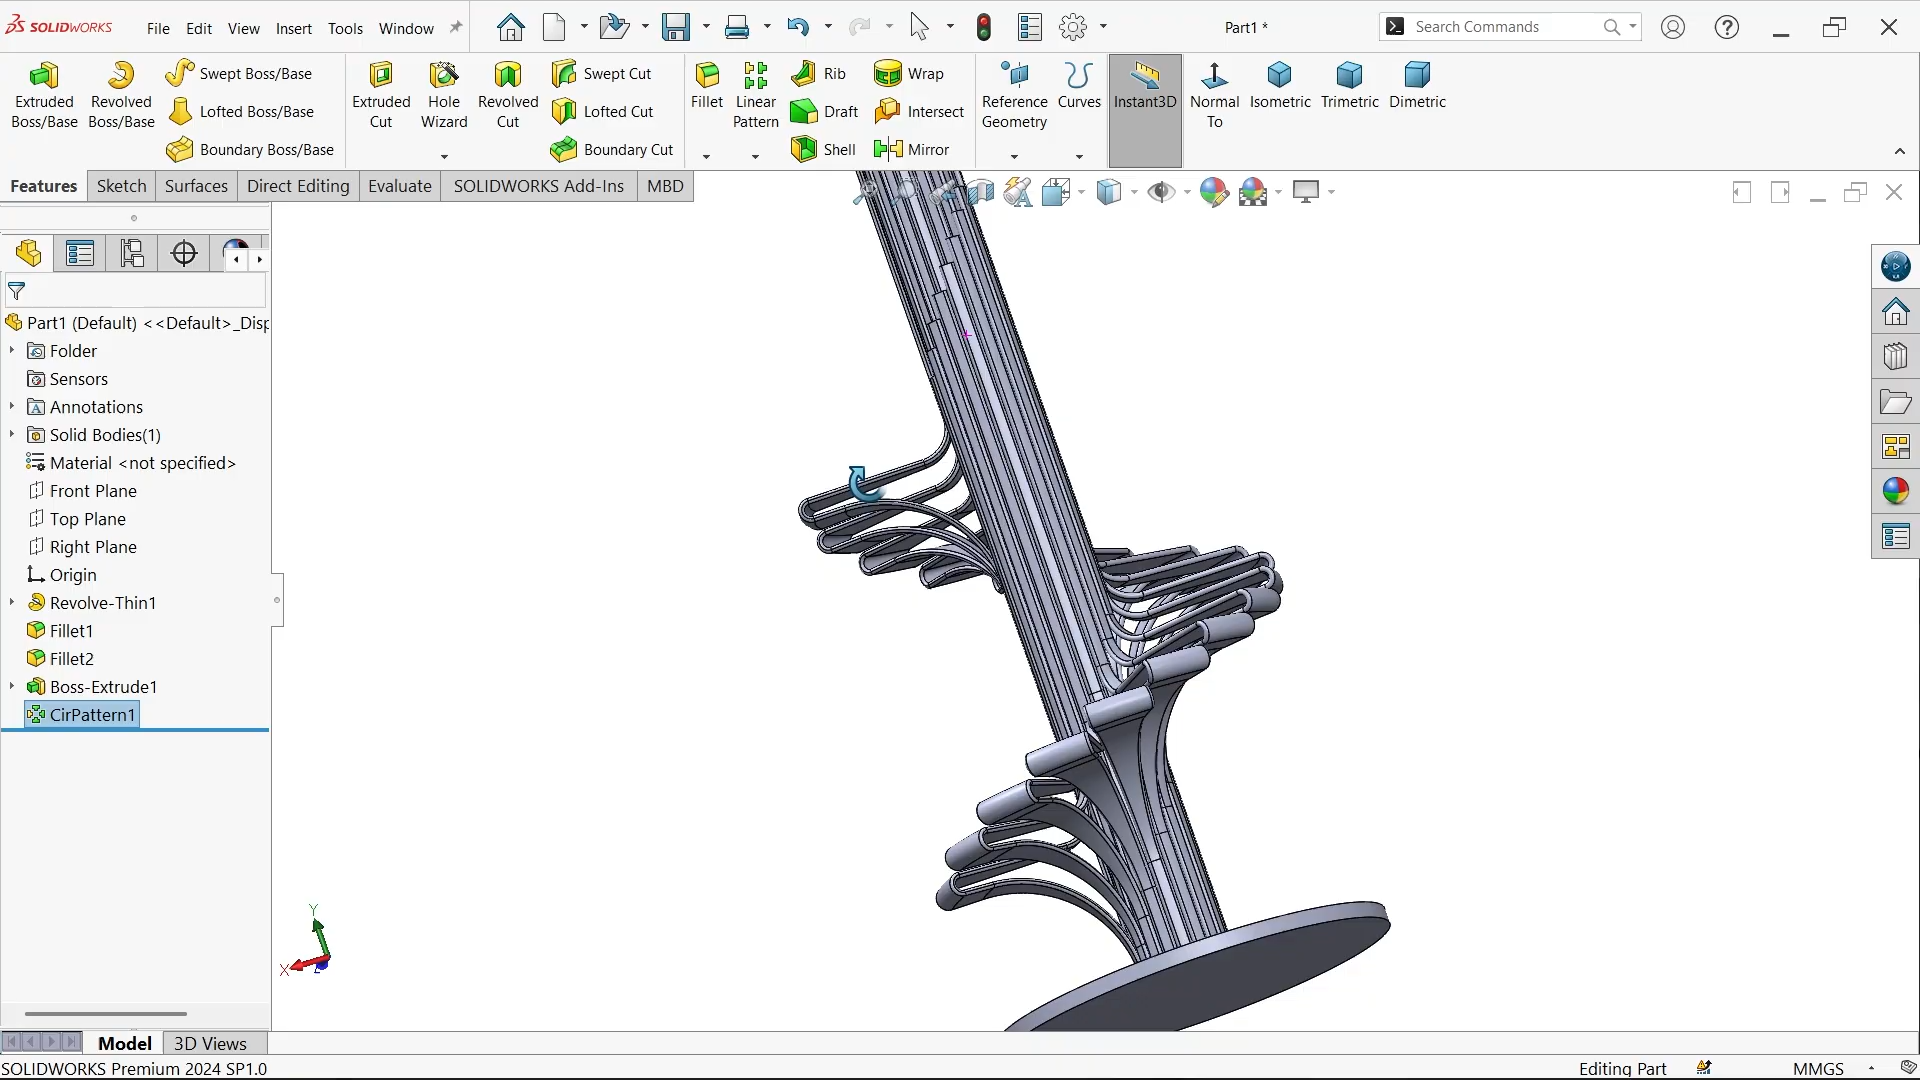 SOLIDWORKS
File Edit View Insert Tools Window
Part1 *
Search Commands
Extruded Boss/Base
Revolved Boss/Base
Swept Boss/Base
Lofted Boss/Base
Boundary Boss/Base
Extruded Cut
Hole Wizard
Revolved Cut
Swept Cut
Lofted Cut
Boundary Cut
Fillet
Linear Pattern
Rib
Draft
Shell
Wrap
Intersect
Mirror
Reference Geometry
Curves
Instant3D
Normal To
Isometric
Trimetric
Dimetric
Features Sketch Surfaces Direct Editing Evaluate SOLIDWORKS Add-Ins MBD
Part1 (Default) <<Default>_Disp
Folder
Sensors
Annotations
Solid Bodies(1)
Material <not specified>
Front Plane
Top Plane
Right Plane
Origin
Revolve-Thin1
Fillet1
Fillet2
Boss-Extrude1
CirPattern1
Y
X
Z
Model 3D Views
SOLIDWORKS Premium 2024 SP1.0
Editing Part
MMGS